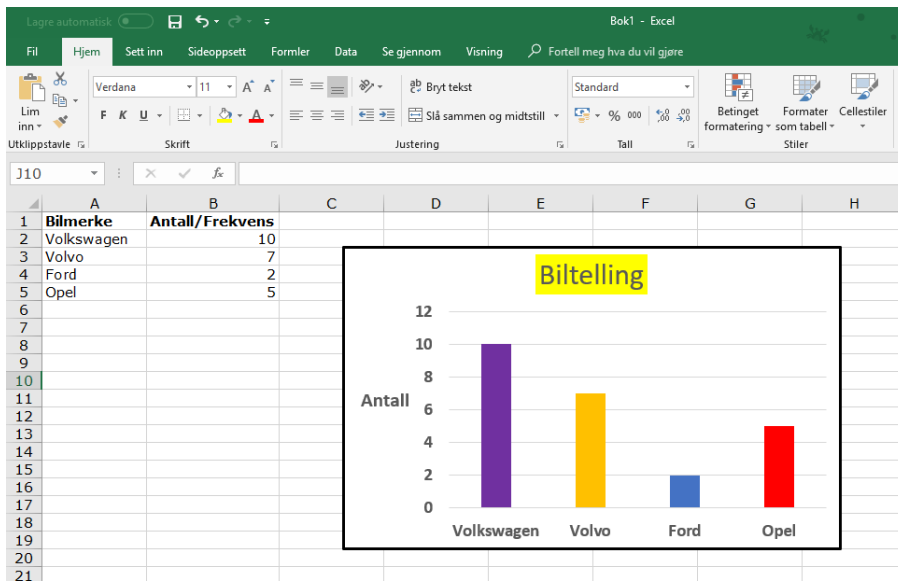 Lagre automatisk
Bok1 - Excel
Fil Hjem Sett inn Sideoppsett Formler Data Se gjennom Visning Fortell meg hva du vil gjøre
Verdana 11 A A Bryt tekst Standard
Lim inn F K U A Slå sammen og midtstill % 000 Betinget formatering Formater som tabell Cellestiler
Utklippstavle Skrift Justering Tall Stiler
J10 fx
A B C D E F G H
1 Bilmerke Antall/Frekvens
2 Volkswagen 10
3 Volvo 7
4 Ford 2
5 Opel 5
6
7
8
9
10
11
12
13
14
15
16
17
18
19
20
21
Biltelling
12
10
8
Antall
6
4
2
0
Volkswagen Volvo Ford Opel